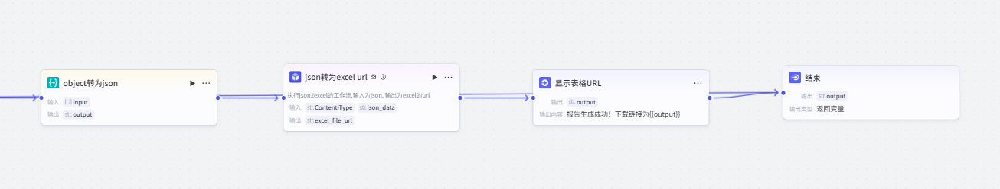 object转为json
输入 input
输出 str. output
json转为excel url
执行json2excel的工作流,输入为json, 输出为excel的url
输入 str. Content-Type str. json_data
输出 str. excel_file_url
显示表格URL
输出 str. output
输出内容 报告生成成功！下载链接为{{output}}
结束
输出 str. output
输出类型 返回变量